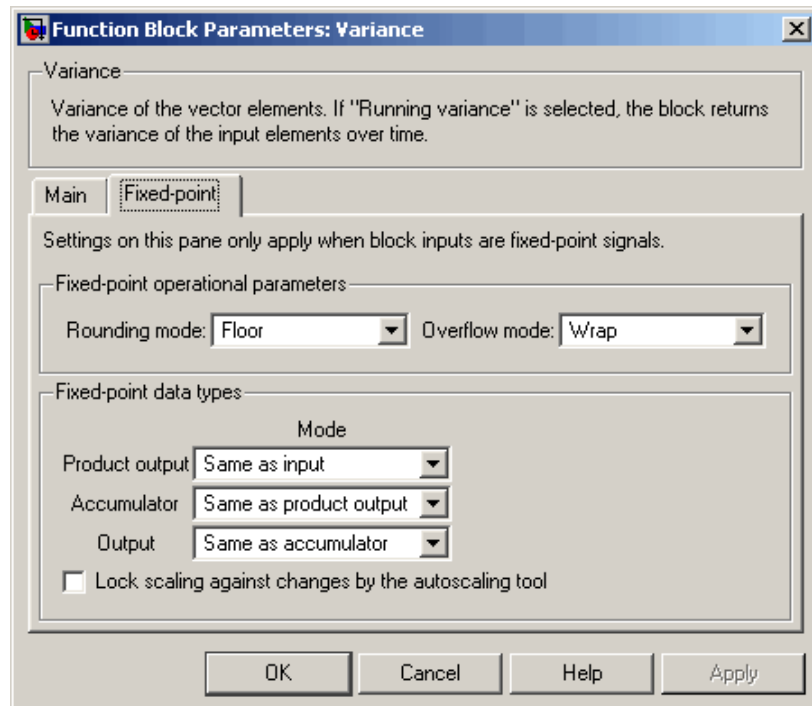 Function Block Parameters: Variance
Variance
Variance of the vector elements. If "Running variance" is selected, the block returns
the variance of the input elements over time.
Main Fixed-point
Settings on this pane only apply when block inputs are fixed-point signals.
Fixed-point operational parameters
Rounding mode: Floor Overflow mode: Wrap
Fixed-point data types
Mode
Product output Same as input
Accumulator Same as product output
Output Same as accumulator
Lock scaling against changes by the autoscaling tool
OK Cancel Help Apply